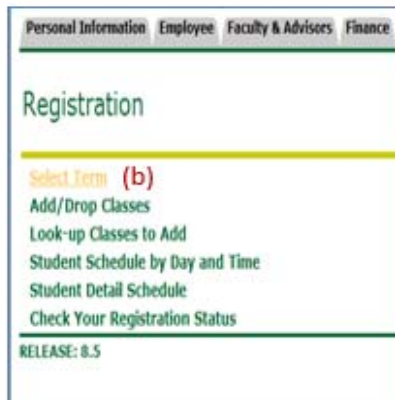 Personal Information Employee Faculty & Advisors Finance
Registration
Select Term (b)
Add/Drop Classes
Look-up Classes to Add
Student Schedule by Day and Time
Student Detail Schedule
Check Your Registration Status
RELEASE: 8.5